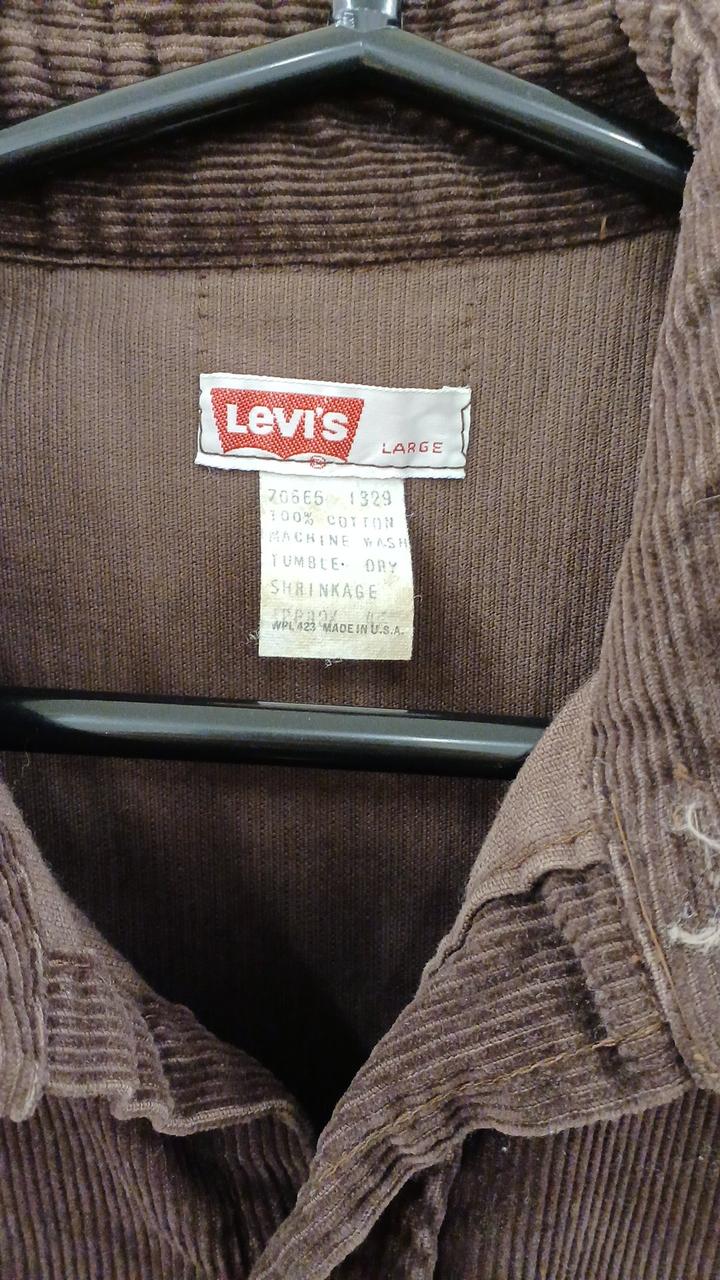 Levi's
LARGE
®
70665 1329
100% COTTON
MACHINE WASH
TUMBLE DRY
SHRINKAGE
WPL 423 MADE IN U.S.A.